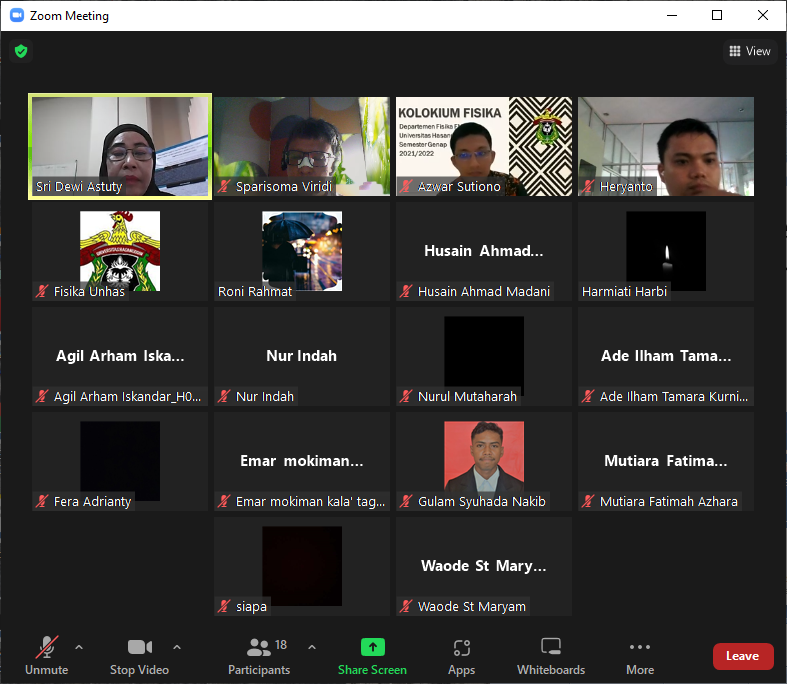 Zoom Meeting
View
KOLOKIUM FISIKA
Departemen Fisika
Universitas Hasan
Semester Genap
2021/2022
Sri Dewi Astuty
Sparisoma Viridi
Azwar Sutiono
Heryanto
Fisika Unhas
Roni Rahmat
Husain Ahmad...
Husain Ahmad Madani
Harmiati Harbi
Agil Arham Iska...
Agil Arham Iskandar_H0...
Nur Indah
Nur Indah
Nurul Mutaharah
Ade Ilham Tama...
Ade Ilham Tamara Kurni...
Fera Adrianty
Emar mokiman...
Emar mokiman kala' tag...
Gulam Syuhada Nakib
Mutiara Fatima...
Mutiara Fatimah Azhara
siapa
Waode St Mary...
Waode St Maryam
Unmute
Stop Video
18
Participants
Share Screen
Apps
Whiteboards
More
Leave